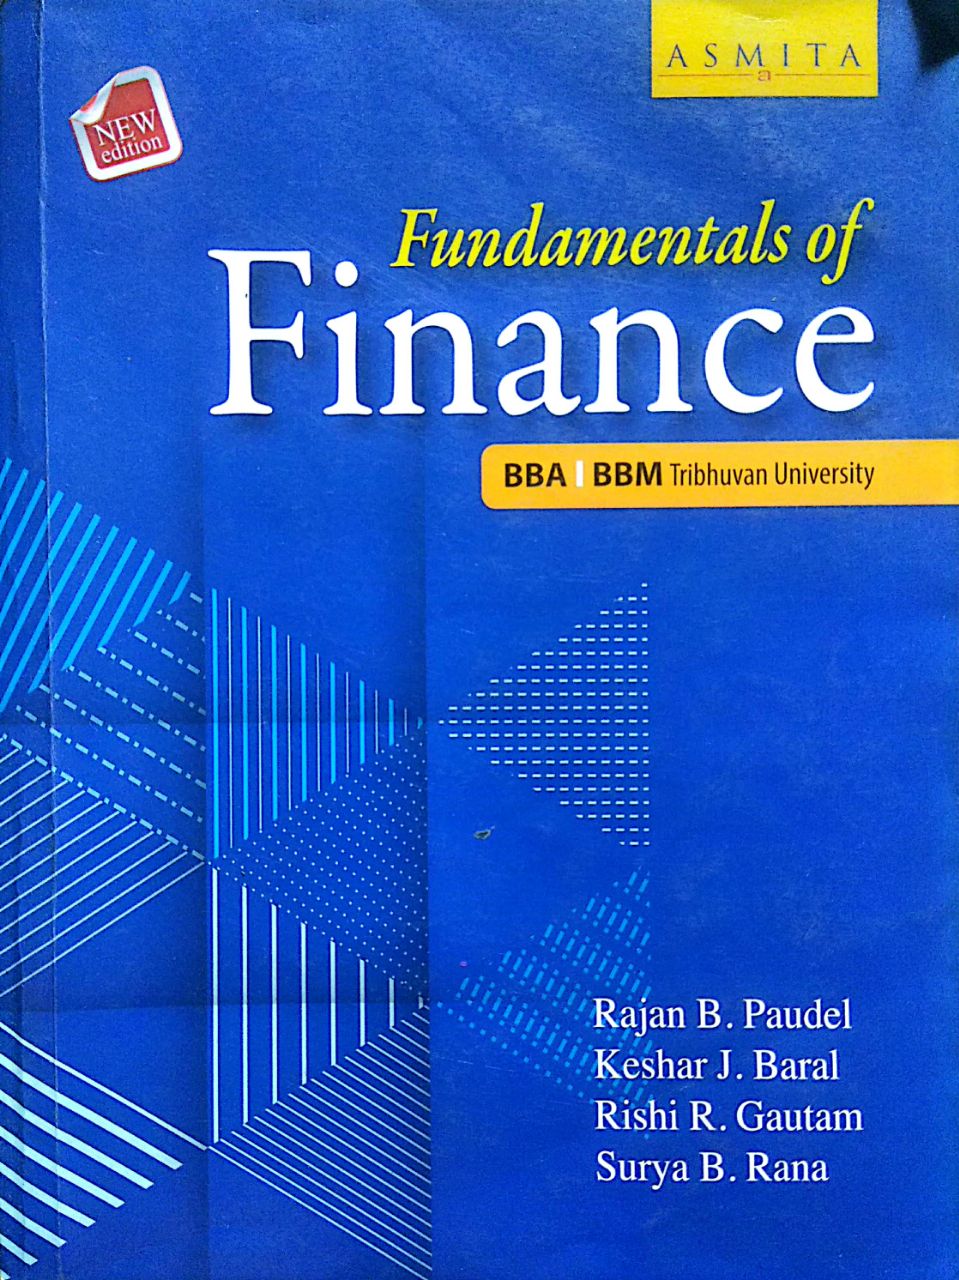 ASMITA
a
NEW
edition
Fundamentals of
Finance
BBA | BBM Tribhuvan University
Rajan B. Paudel
Keshar J. Baral
Rishi R. Gautam
Surya B. Rana